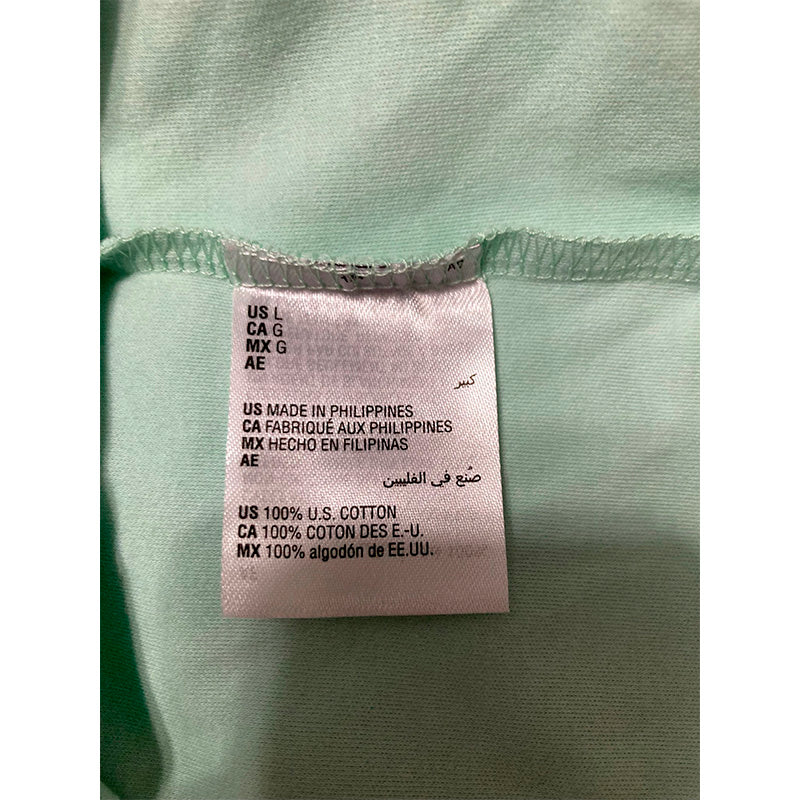 US L
CA G
MX G
AE
كبير
US MADE IN PHILIPPINES
CA FABRIQUÉ AUX PHILIPPINES
MX HECHO EN FILIPINAS
AE
صُنع في الفليبين
US 100% U.S. COTTON
CA 100% COTON DES E.-U.
MX 100% algodón de EE.UU.